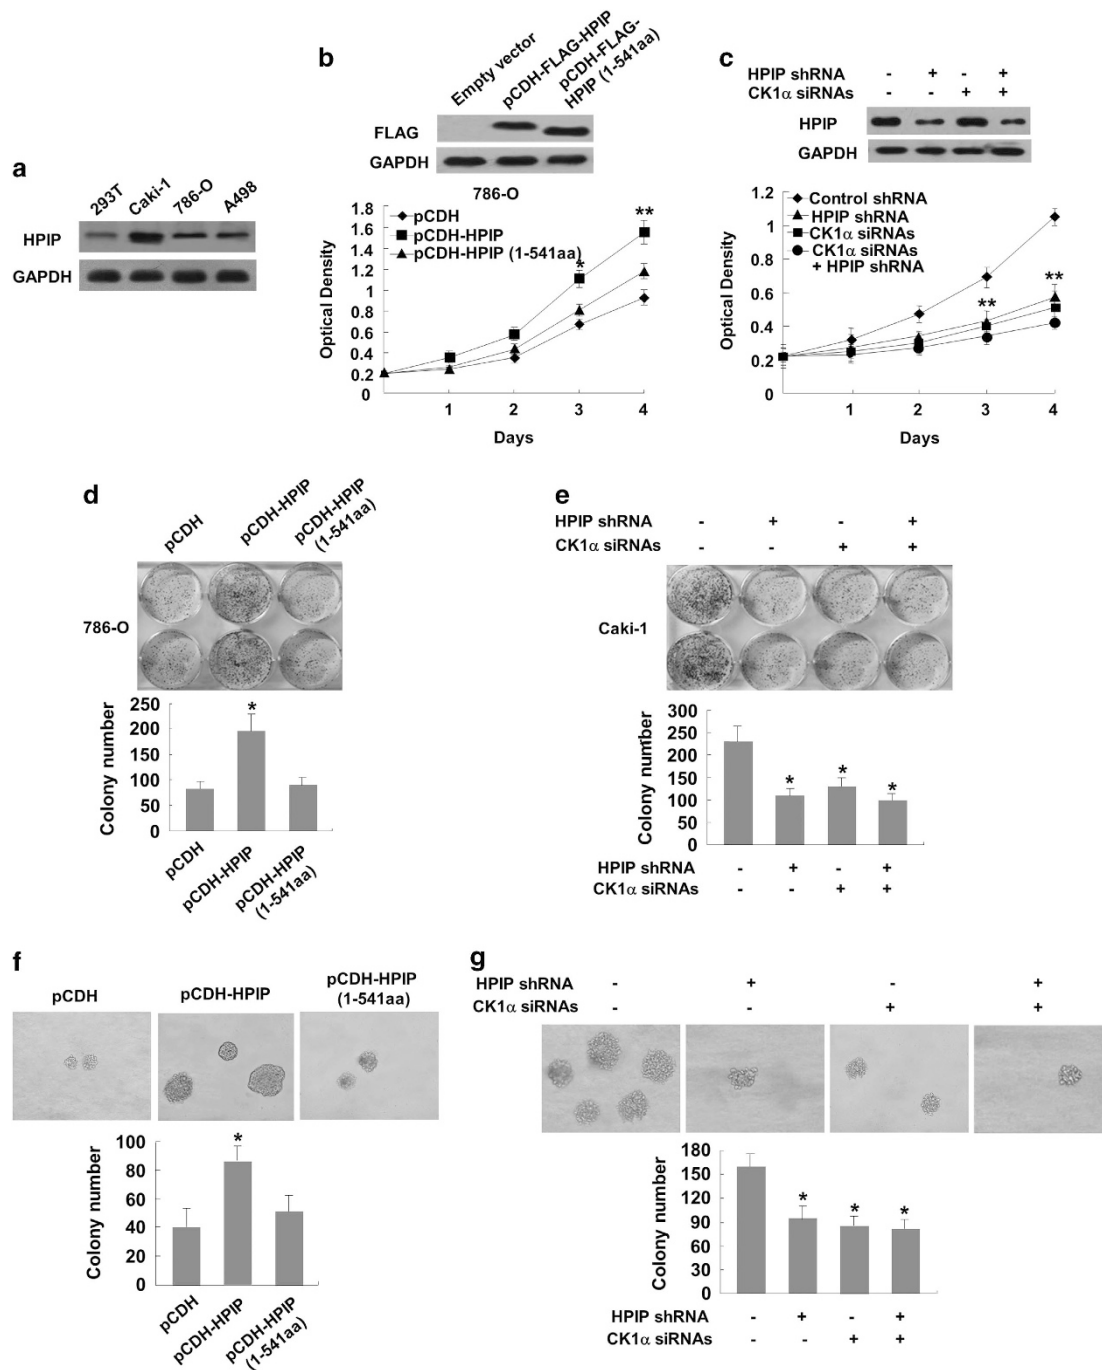 a
293T Caki-1 786-O A498
HPIP
GAPDH
b
Empty vector
pCDH-FLAG-HPIP
pCDH-FLAG-
HPIP (1-541aa)
FLAG
GAPDH
786-O
1.8
1.6
1.4
1.2
1
0.8
0.6
0.4
0.2
0
Optical Density
pCDH
pCDH-HPIP
pCDH-HPIP (1-541aa)
*
**
1 2 3 4
Days
c
HPIP shRNA - + - +
CK1α siRNAs - - + +
HPIP
GAPDH
1.2
1
0.8
0.6
0.4
0.2
0
Optical Density
Control shRNA
HPIP shRNA
CK1α siRNAs
CK1α siRNAs
+ HPIP shRNA
**
**
1 2 3 4
Days
d
pCDH
pCDH-HPIP
pCDH-HPIP
(1-541aa)
786-O
250
200
150
100
50
0
Colony number
*
pCDH
pCDH-HPIP
pCDH-HPIP
(1-541aa)
e
HPIP shRNA - + - +
CK1α siRNAs - - + +
Caki-1
300
250
200
150
100
50
0
Colony number
* * *
HPIP shRNA - + - +
CK1α siRNAs - - + +
f
pCDH
pCDH-HPIP
pCDH-HPIP
(1-541aa)
100
80
60
40
20
0
Colony number
*
pCDH
pCDH-HPIP
pCDH-HPIP
(1-541aa)
g
HPIP shRNA - + - +
CK1α siRNAs - - + +
180
150
120
90
60
30
0
Colony number
* * *
HPIP shRNA - + - +
CK1α siRNAs - - + +